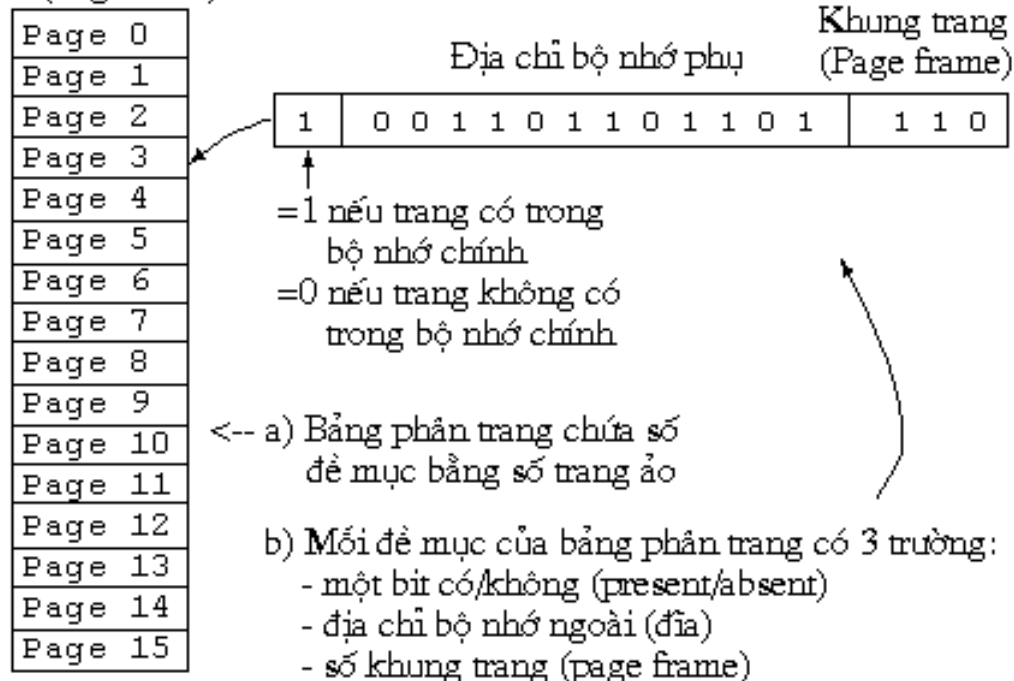 Page 0
Page 1
Page 2
Page 3
Page 4
Page 5
Page 6
Page 7
Page 8
Page 9
Page 10
Page 11
Page 12
Page 13
Page 14
Page 15
Địa chỉ bộ nhớ phụ
Khung trang
(Page frame)
1 0 0 1 1 0 1 1 0 1 1 0 1 1 1 0
=1 nếu trang có trong
bộ nhớ chính
=0 nếu trang không có
trong bộ nhớ chính
<-- a) Bảng phân trang chứa số
đề mục bằng số trang ảo
b) Mỗi đề mục của bảng phân trang có 3 trường:
- một bit có/không (present/absent)
- địa chỉ bộ nhớ ngoài (đĩa)
- số khung trang (page frame)